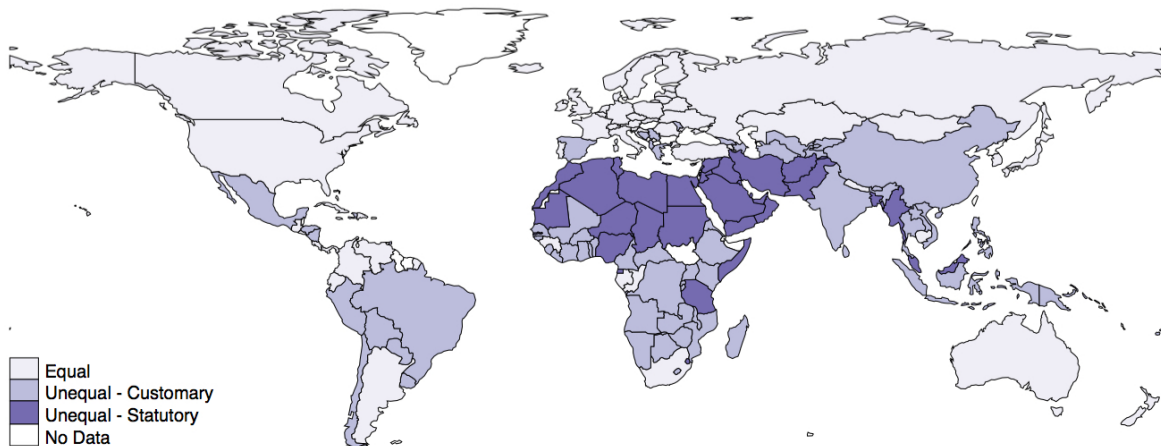 Equal
Unequal - Customary
Unequal - Statutory
No Data